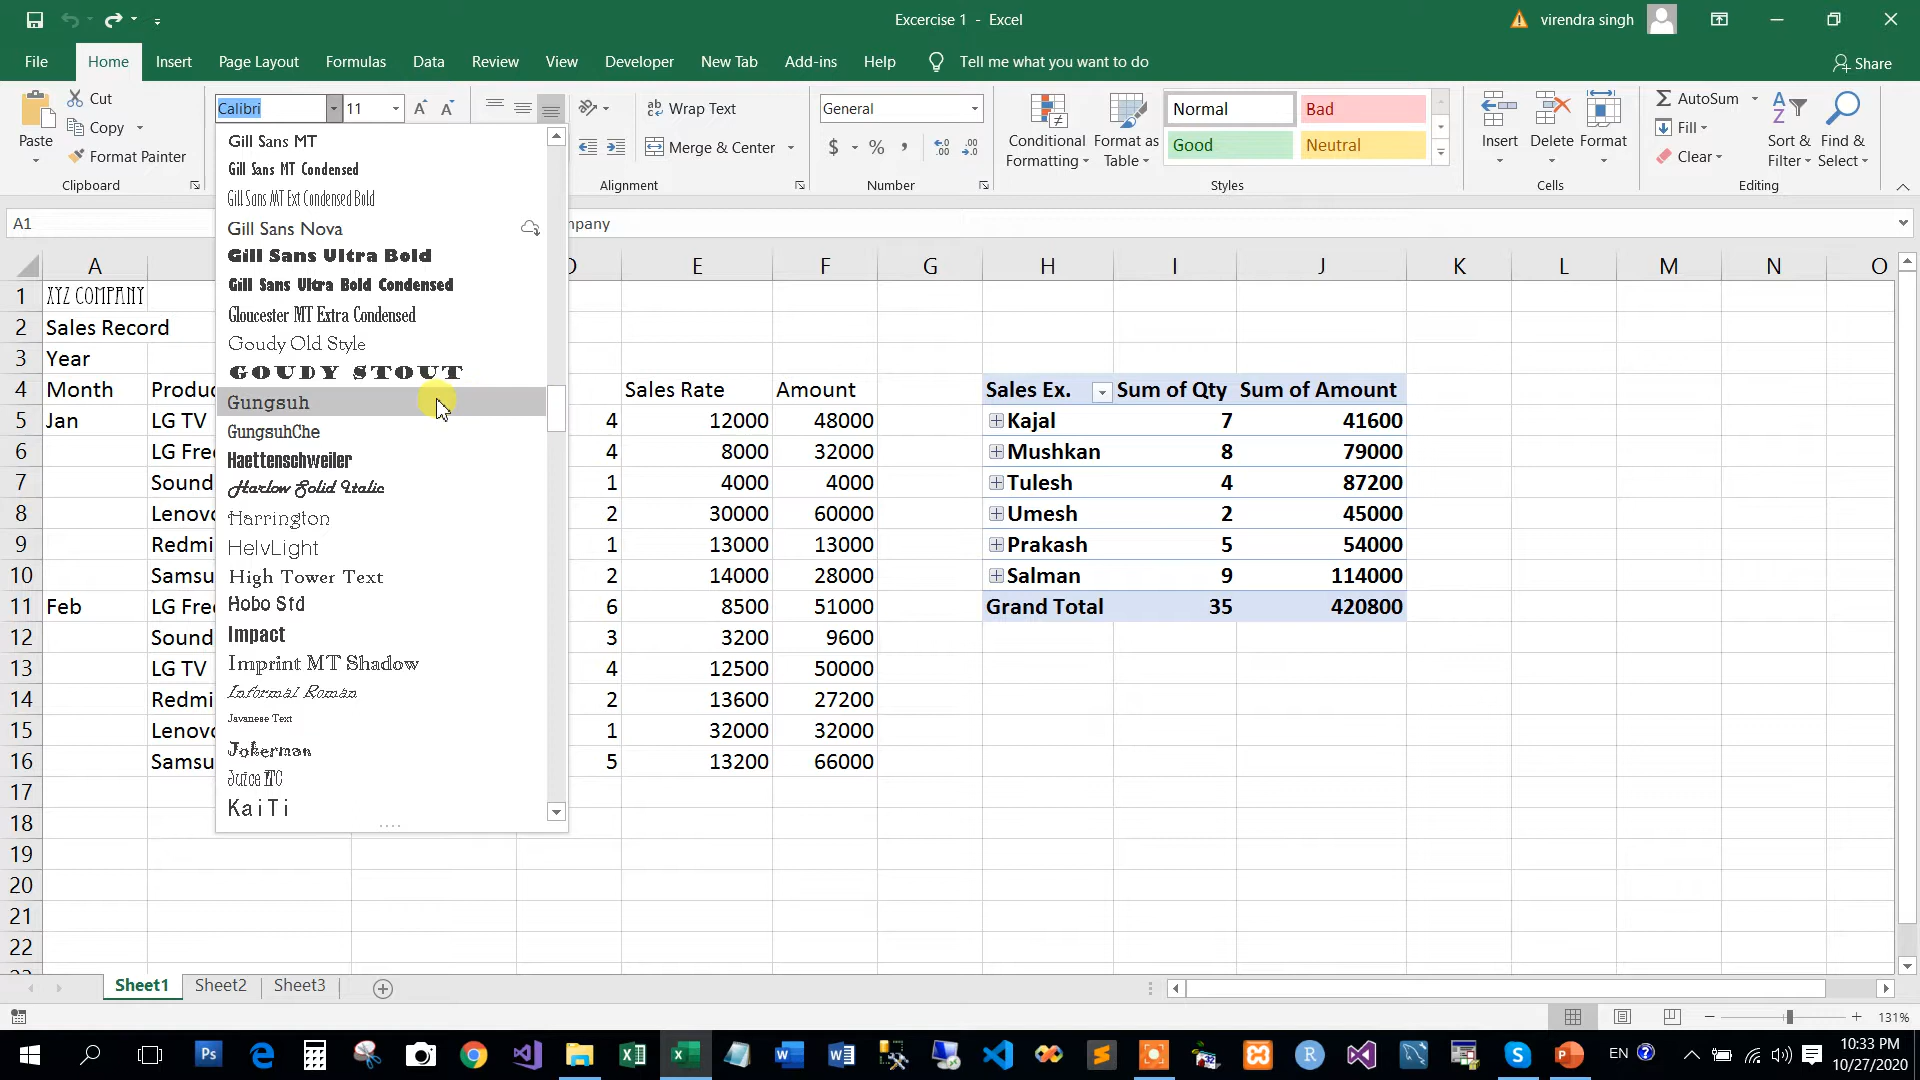 Excercise 1 - Excel
virendra singh
File Home Insert Page Layout Formulas Data Review View Developer New Tab Add-ins Help Tell me what you want to do Share
Paste
Cut
Copy
Format Painter
Clipboard
Calibri 11
Wrap Text
Merge & Center
Alignment
General
$ % ,
Number
Conditional Formatting
Format as Table
Normal Bad
Good Neutral
Styles
Insert Delete Format
Cells
AutoSum
Fill
Clear
Sort & Filter
Find & Select
Editing
A1
mpany
Gill Sans MT
Gill Sans MT Condensed
Gill Sans MT Ext Condensed Bold
Gill Sans Nova
Gill Sans Ultra Bold
Gill Sans Ultra Bold Condensed
Gloucester MT Extra Condensed
Goudy Old Style
GOUDY STOUT
Gungsuh
GungsuhChe
Haettenschweiler
Harlow Solid Italic
Harrington
HelvLight
High Tower Text
Hobo Std
Impact
Imprint MT Shadow
Informal Roman
Javanese Text
Jokerman
Juice ITC
KaiTi
A D E F G H I J K L M N O
1 XYZ COMPANY
2 Sales Record
3 Year
4 Month Produc Sales Rate Amount Sales Ex. Sum of Qty Sum of Amount
5 Jan LG TV 4 12000 48000 Kajal 7 41600
6 LG Free 4 8000 32000 Mushkan 8 79000
7 Sound 1 4000 4000 Tulesh 4 87200
8 Lenovo 2 30000 60000 Umesh 2 45000
9 Redmi 1 13000 13000 Prakash 5 54000
10 Samsu 2 14000 28000 Salman 9 114000
11 Feb LG Free 6 8500 51000 Grand Total 35 420800
12 Sound 3 3200 9600
13 LG TV 4 12500 50000
14 Redmi 2 13600 27200
15 Lenovo 1 32000 32000
16 Samsu 5 13200 66000
17
18
19
20
21
22
Sheet1 Sheet2 Sheet3
131%
EN
10:33 PM
10/27/2020